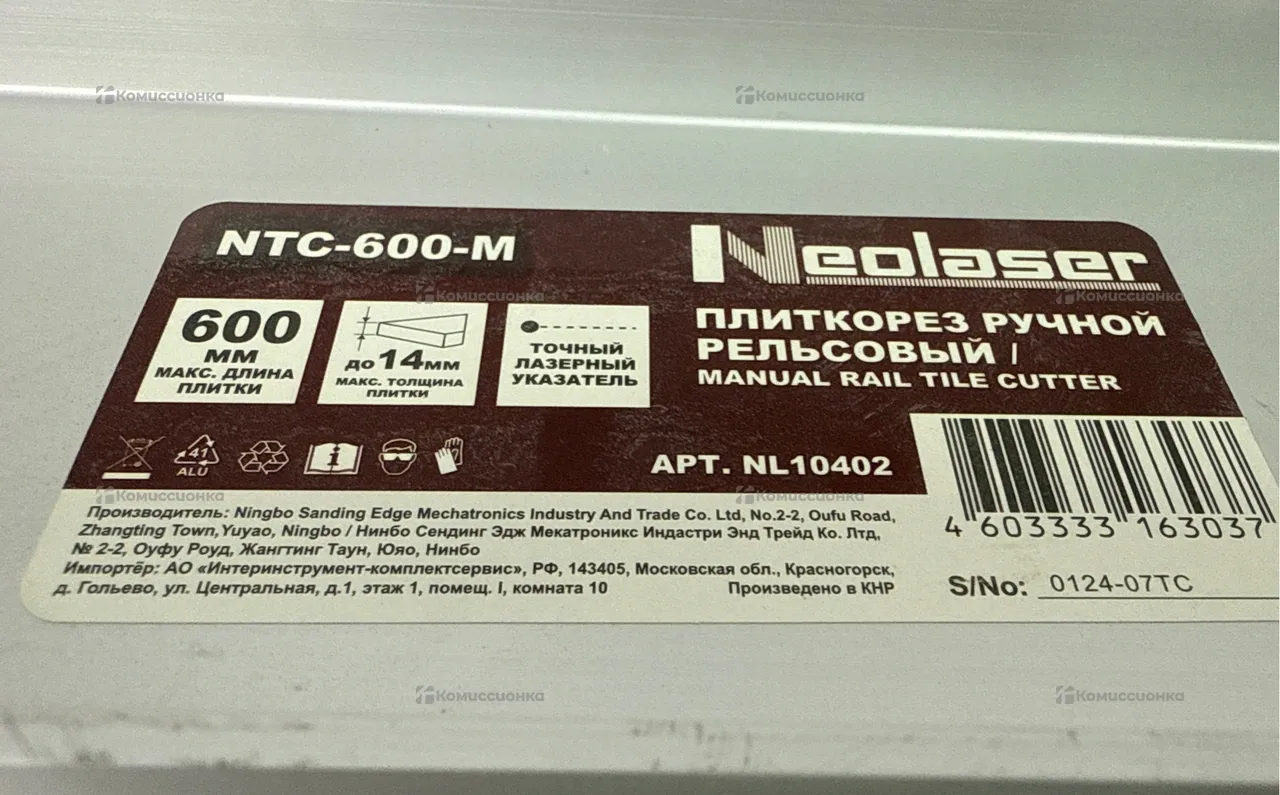 NTC-600-M
Neolaser
600
ММ
МАКС. ДЛИНА
ПЛИТКИ
до 14мм
МАКС. ТОЛЩИНА
ПЛИТКИ
ТОЧНЫЙ
ЛАЗЕРНЫЙ
УКАЗАТЕЛЬ
ПЛИТКОРЕЗ РУЧНОЙ
РЕЛЬСОВЫЙ /
MANUAL RAIL TILE CUTTER
41
ALU
i
АРТ. NL10402
Производитель: Ningbo Sanding Edge Mechatronics Industry And Trade Co. Ltd, No.2-2, Oufu Road,
Zhangting Town,Yuyao, Ningbo / Нинбо Сендинг Эдж Мекатроникс Индастри Энд Трейд Ко. Лтд,
№ 2-2, Оуфу Роуд, Жангтинг Таун, Юяо, Нинбо
Импортёр: АО «Интеринструмент-комплектсервис», РФ, 143405, Московская обл., Красногорск,
д. Гольево, ул. Центральная, д.1, этаж 1, помещ. I, комната 10
Произведено в КНР
4 603333 163037
S/No: 0124-07TC
Комиссионка
Комиссионка
Комиссионка
Комиссионка
Комиссионка
Комиссионка
Комиссионка
Комиссионка